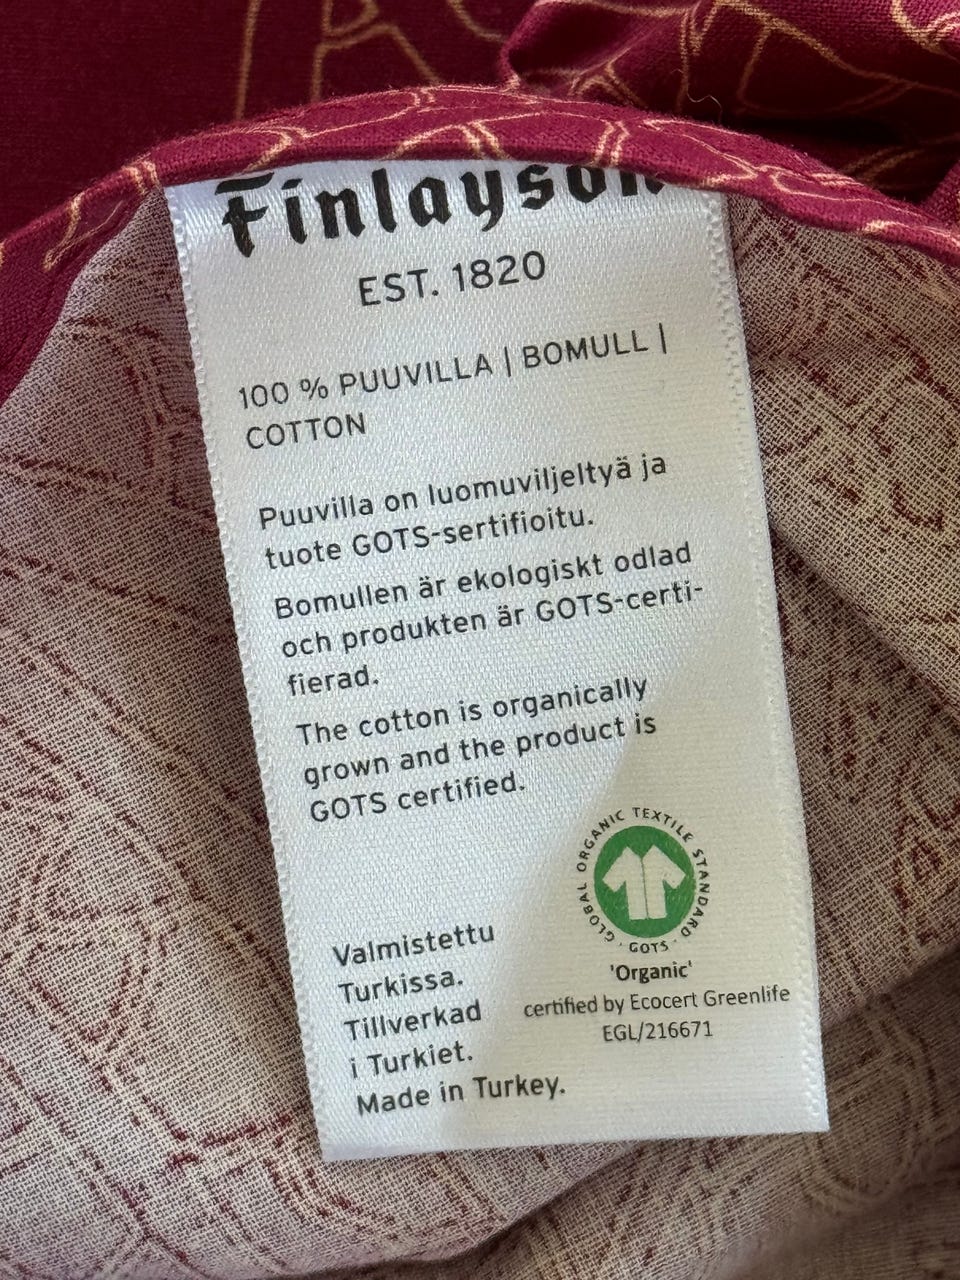 Finlayson
EST. 1820
100 % PUUVILLA | BOMULL |
COTTON
Puuvilla on luomuviljeltyä ja
tuote GOTS-sertifioitu.
Bomullen är ekologiskt odlad
och produkten är GOTS-certi-
fierad.
The cotton is organically
grown and the product is
GOTS certified.
GLOBAL ORGANIC TEXTILE STANDARD · GOTS ·
'Organic'
certified by Ecocert Greenlife
EGL/216671
Valmistettu
Turkissa.
Tillverkad
i Turkiet.
Made in Turkey.